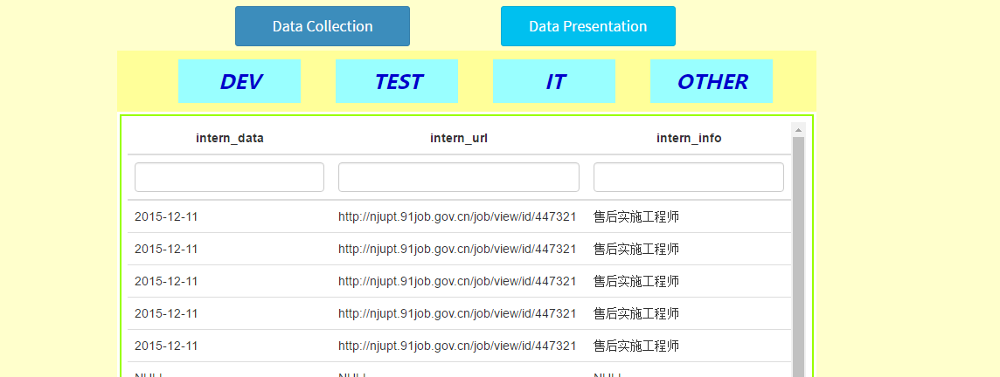 Data Collection Data Presentation
DEV TEST IT OTHER
intern_data intern_url intern_info
2015-12-11 http://njupt.91job.gov.cn/job/view/id/447321 售后实施工程师
2015-12-11 http://njupt.91job.gov.cn/job/view/id/447321 售后实施工程师
2015-12-11 http://njupt.91job.gov.cn/job/view/id/447321 售后实施工程师
2015-12-11 http://njupt.91job.gov.cn/job/view/id/447321 售后实施工程师
2015-12-11 http://njupt.91job.gov.cn/job/view/id/447321 售后实施工程师